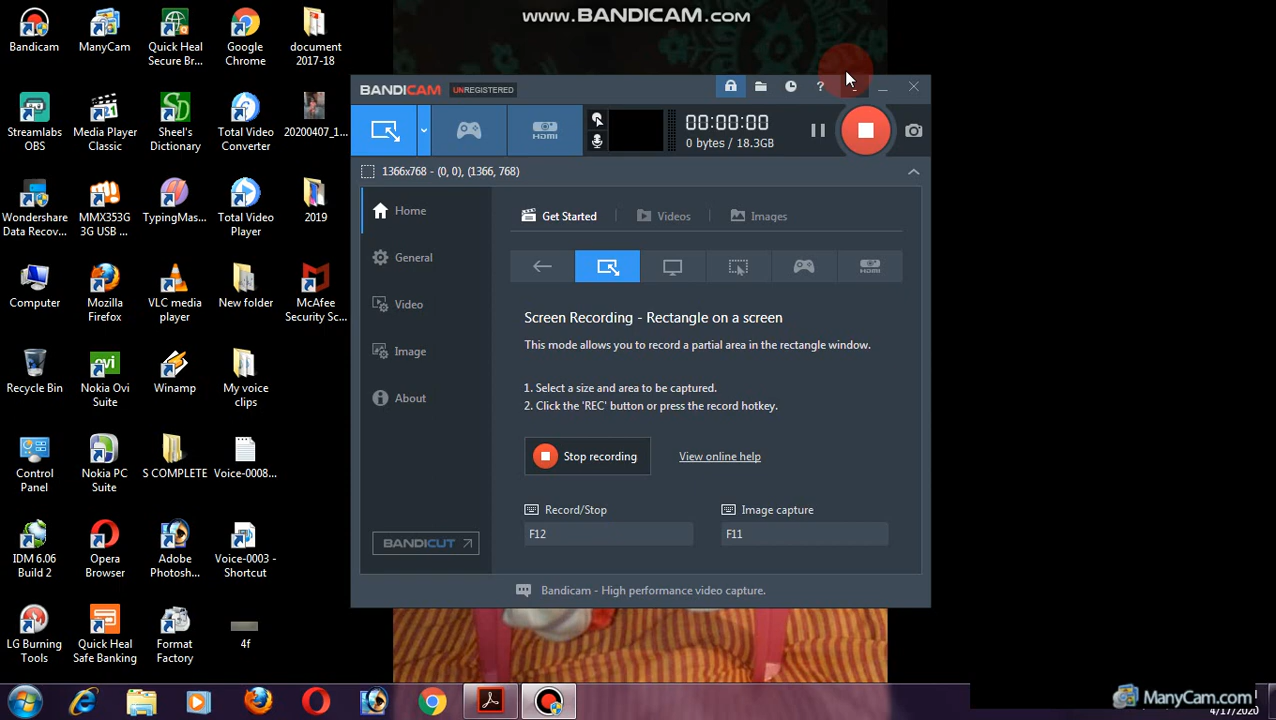 www.BANDICAM.com
Bandicam
ManyCam
Quick Heal
Secure Br...
Google
Chrome
document
2017-18
Streamlabs
OBS
Media Player
Classic
Sheel's
Dictionary
Total Video
Converter
20200407_1...
Wondershare
Data Recov...
MMX353G
3G USB ...
TypingMas...
Total Video
Player
2019
Computer
Mozilla
Firefox
VLC media
player
New folder
McAfee
Security Sc...
Recycle Bin
Nokia Ovi
Suite
Winamp
My voice
clips
Control
Panel
Nokia PC
Suite
S COMPLETE
Voice-0008...
IDM 6.06
Build 2
Opera
Browser
Adobe
Photosh...
Voice-0003 -
Shortcut
LG Burning
Tools
Quick Heal
Safe Banking
Format
Factory
4f
BANDICAM UNREGISTERED
?
HDMI
00:00:00
0 bytes / 18.3GB
1366x768 - (0, 0), (1366, 768)
Home
General
Video
Image
About
BANDICUT
Get Started
Videos
Images
HDMI
Screen Recording - Rectangle on a screen
This mode allows you to record a partial area in the rectangle window.
1. Select a size and area to be captured.
2. Click the 'REC' button or press the record hotkey.
Stop recording
View online help
Record/Stop
Image capture
F12
F11
Bandicam - High performance video capture.
ManyCam.com
4/17/2020